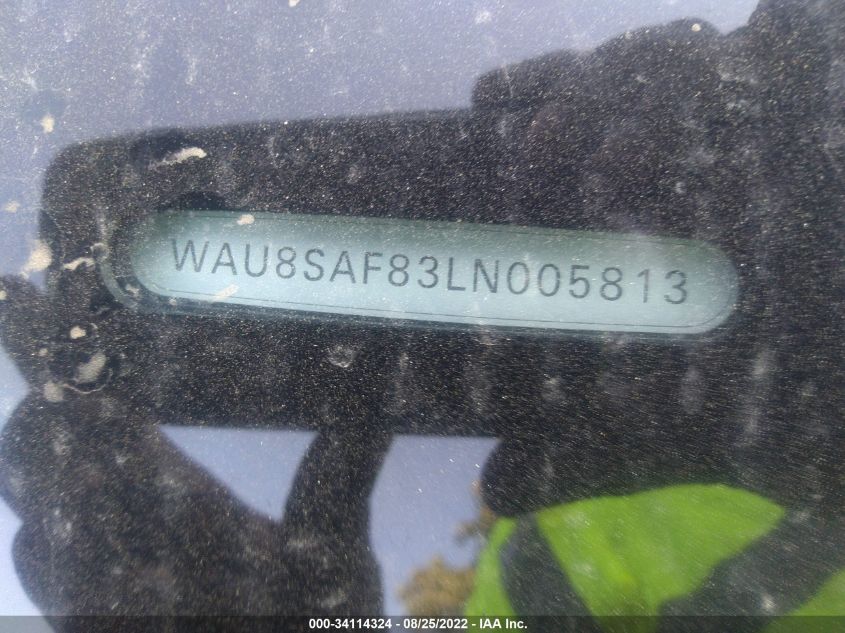 WAU8SAF83LN005813
000-34114324 - 08/25/2022 - IAA Inc.